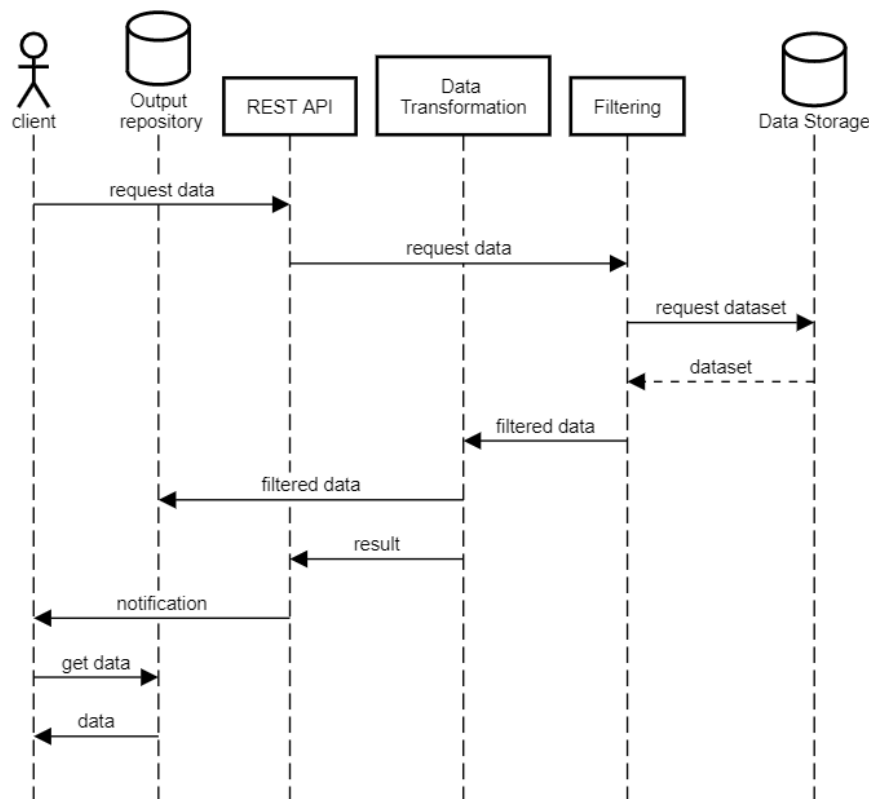 client
Output
repository
REST API
Data
Transformation
Filtering
Data Storage
request data
request data
request dataset
dataset
filtered data
filtered data
result
notification
get data
data